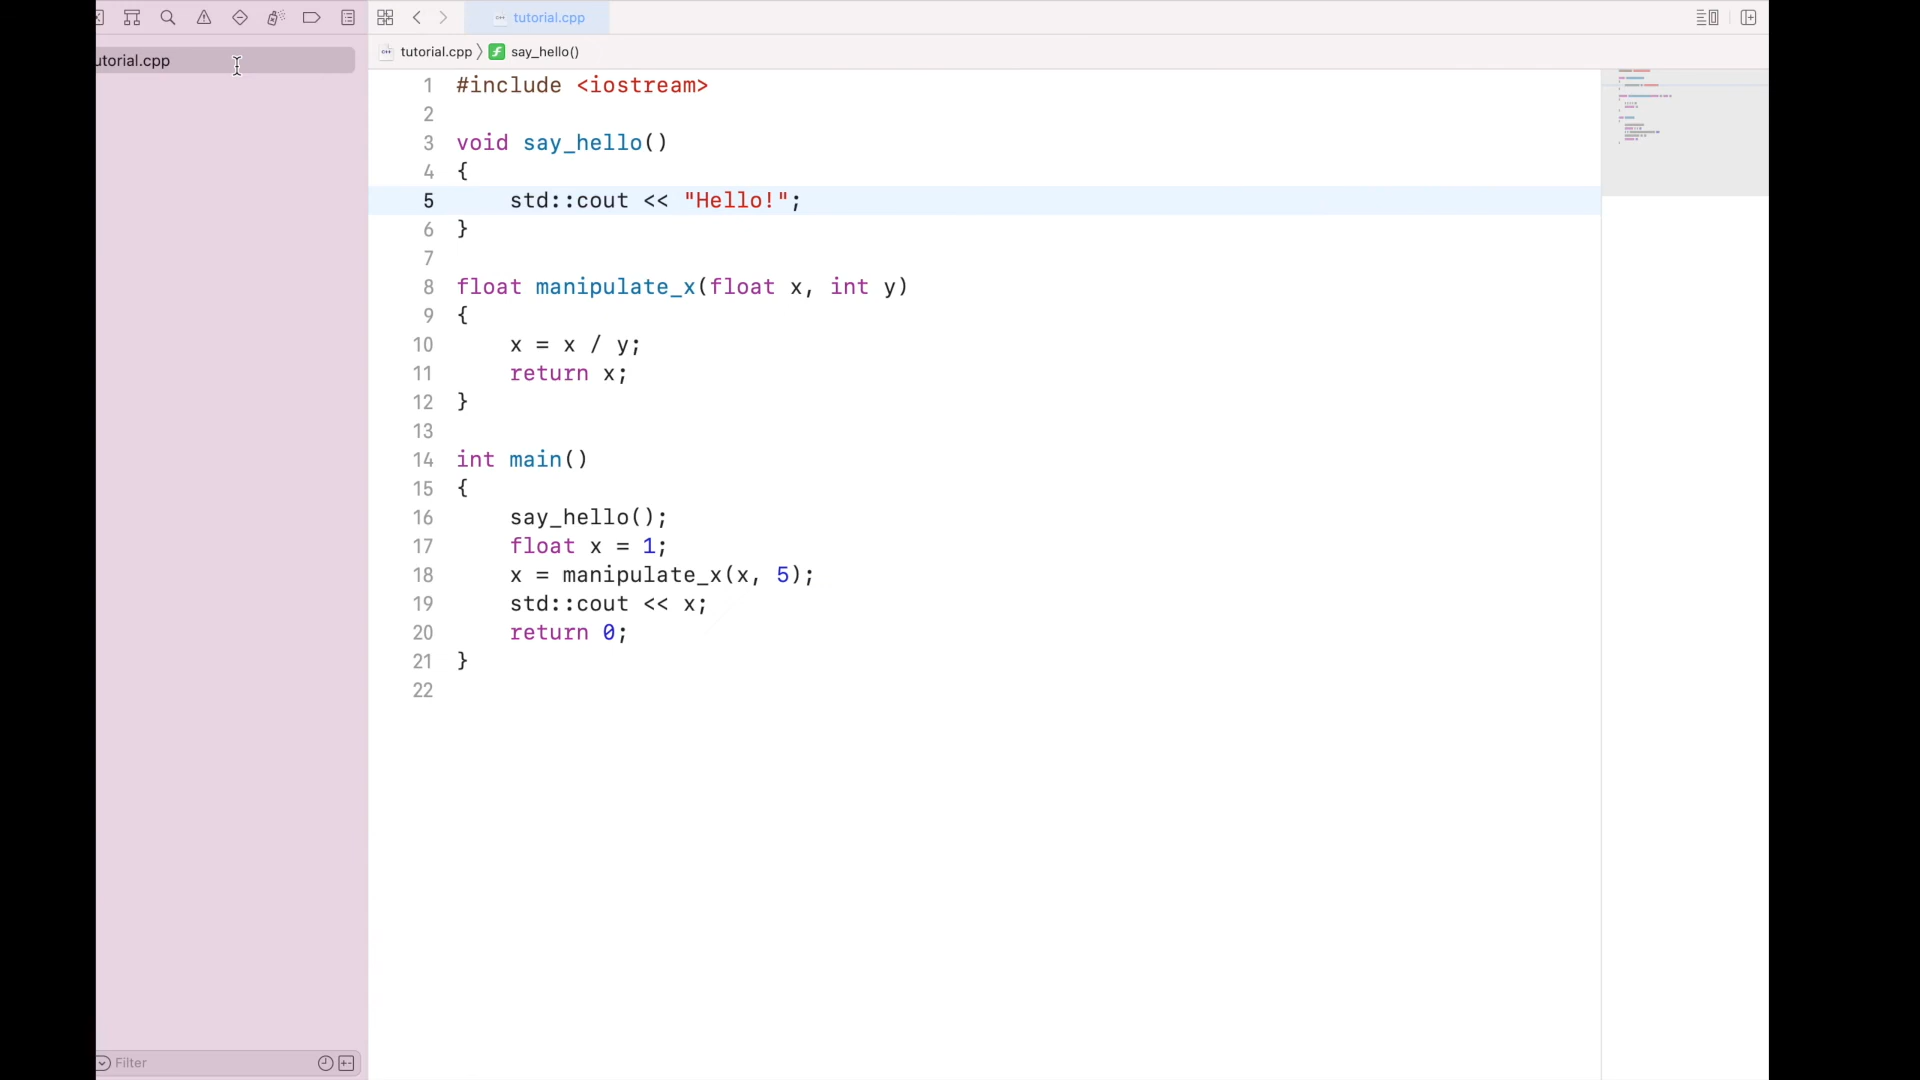 tutorial.cpp
utorial.cpp
tutorial.cpp 〉 say_hello()
1 #include <iostream>
2
3 void say_hello()
4 {
5     std::cout << "Hello!";
6 }
7
8 float manipulate_x(float x, int y)
9 {
10     x = x / y;
11     return x;
12 }
13
14 int main()
15 {
16     say_hello();
17     float x = 1;
18     x = manipulate_x(x, 5);
19     std::cout << x;
20     return 0;
21 }
22
Filter